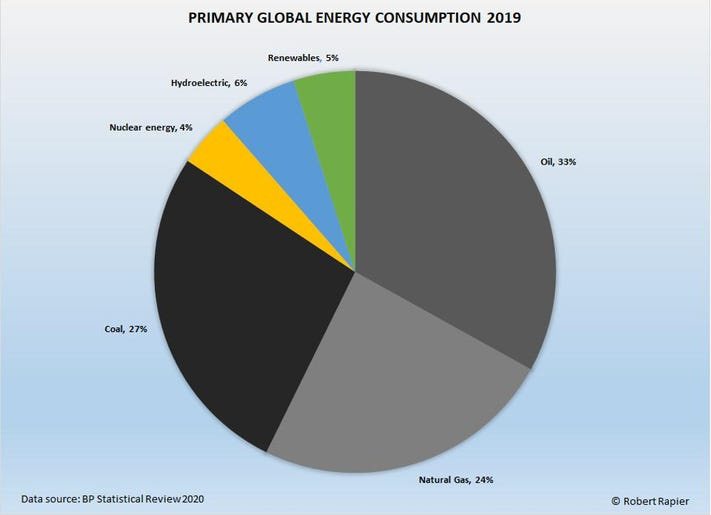 PRIMARY GLOBAL ENERGY CONSUMPTION 2019
Renewables, 5%
Hydroelectric, 6%
Nuclear energy, 4%
Oil, 33%
Coal, 27%
Natural Gas, 24%
Data source: BP Statistical Review 2020
© Robert Rapier